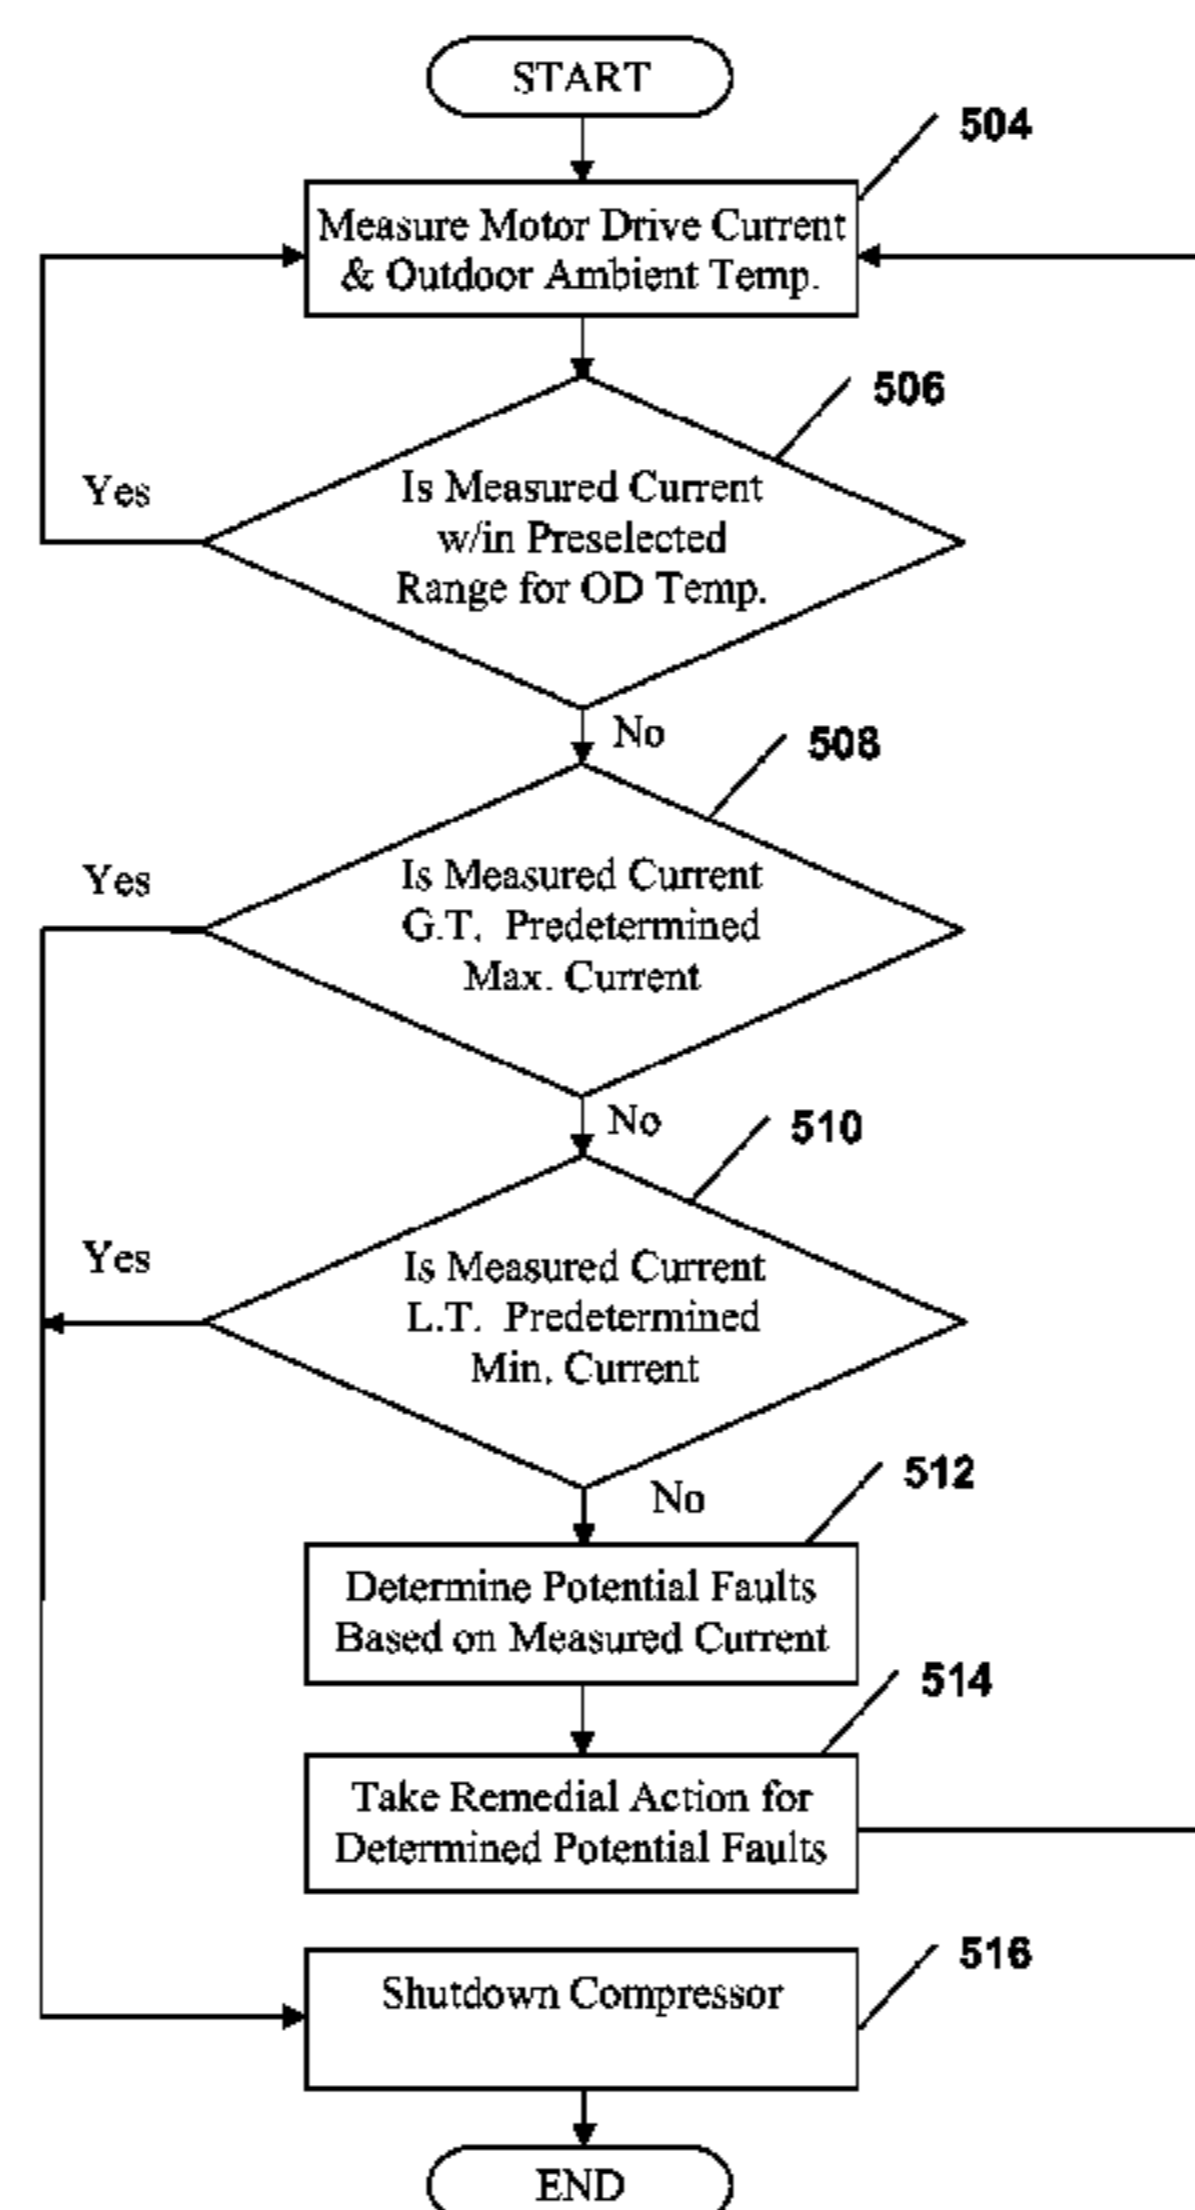 START
504
Measure Motor Drive Current
& Outdoor Ambient Temp.
506
Yes
Is Measured Current
w/in Preselected
Range for OD Temp.
No
508
Yes
Is Measured Current
G.T. Predetermined
Max. Current
No
510
Yes
Is Measured Current
L.T. Predetermined
Min. Current
No
512
Determine Potential Faults
Based on Measured Current
514
Take Remedial Action for
Determined Potential Faults
516
Shutdown Compressor
END